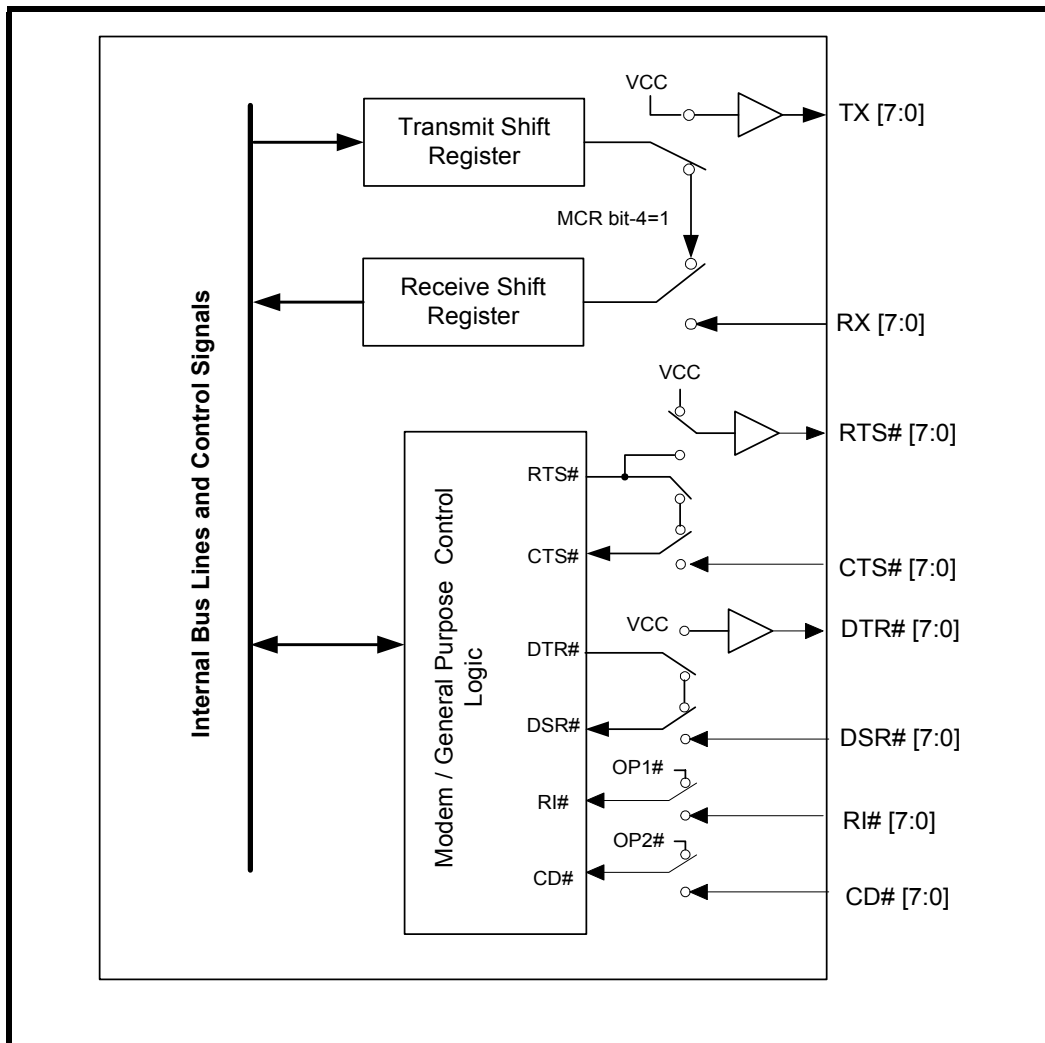 VCC
TX [7:0]
Transmit Shift
Register
MCR bit-4=1
Receive Shift
Register
RX [7:0]
Internal Bus Lines and Control Signals
VCC
RTS# [7:0]
RTS#
CTS#
CTS# [7:0]
Modem / General Purpose Control
Logic
VCC
DTR# [7:0]
DTR#
DSR#
DSR# [7:0]
OP1#
RI#
RI# [7:0]
OP2#
CD#
CD# [7:0]